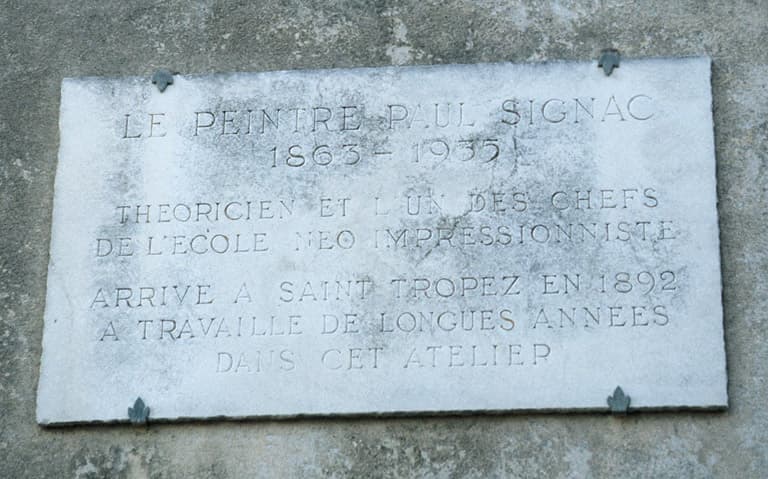 LE PEINTRE PAUL SIGNAC
1863 - 1935
THEORICIEN ET L'UN DES CHEFS
DE L'ECOLE NEO IMPRESSIONNISTE
ARRIVE A SAINT TROPEZ EN 1892
A TRAVAILLE DE LONGUES ANNEES
DANS CET ATELIER